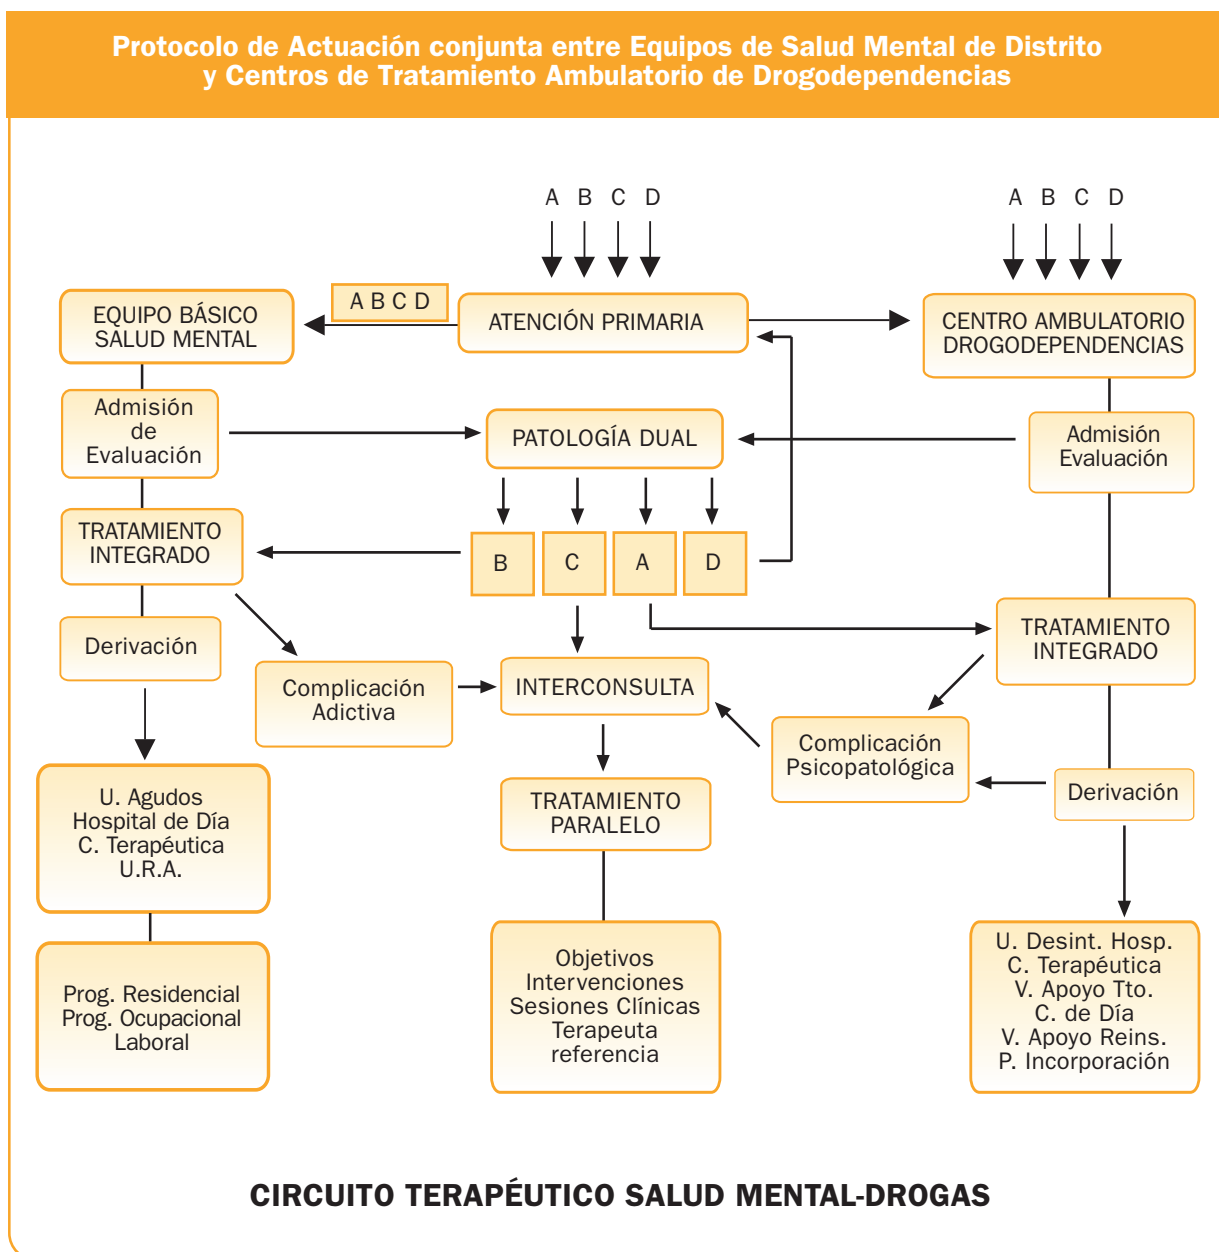 Protocolo de Actuación conjunta entre Equipos de Salud Mental de Distrito
y Centros de Tratamiento Ambulatorio de Drogodependencias
A B C D
A B C D
A B C D
EQUIPO BÁSICO
SALUD MENTAL
ATENCIÓN PRIMARIA
CENTRO AMBULATORIO
DROGODEPENDENCIAS
Admisión
de
Evaluación
PATOLOGÍA DUAL
Admisión
Evaluación
TRATAMIENTO
INTEGRADO
B
C
A
D
Derivación
TRATAMIENTO
INTEGRADO
Complicación
Adictiva
INTERCONSULTA
Complicación
Psicopatológica
Derivación
U. Agudos
Hospital de Día
C. Terapéutica
U.R.A.
TRATAMIENTO
PARALELO
Prog. Residencial
Prog. Ocupacional
Laboral
Objetivos
Intervenciones
Sesiones Clínicas
Terapeuta
referencia
U. Desint. Hosp.
C. Terapéutica
V. Apoyo Tto.
C. de Día
V. Apoyo Reins.
P. Incorporación
CIRCUITO TERAPÉUTICO SALUD MENTAL-DROGAS